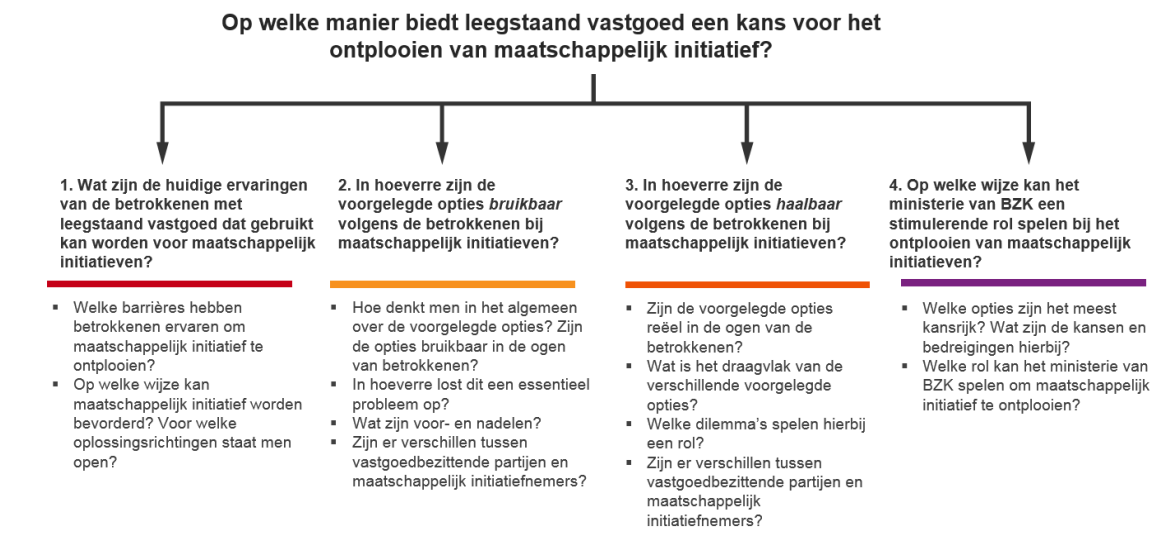 Op welke manier biedt leegstaand vastgoed een kans voor het
ontplooien van maatschappelijk initiatief?
1. Wat zijn de huidige ervaringen
van de betrokkenen met
leegstaand vastgoed dat gebruikt
kan worden voor maatschappelijk
initiatieven?
▪ Welke barrières hebben
betrokkenen ervaren om
maatschappelijk initiatief te
ontplooien?
▪ Op welke wijze kan
maatschappelijk initiatief worden
bevorderd? Voor welke
oplossingsrichtingen staat men
open?
2. In hoeverre zijn de
voorgelegde opties bruikbaar
volgens de betrokkenen bij
maatschappelijk initiatieven?
▪ Hoe denkt men in het algemeen
over de voorgelegde opties? Zijn
de opties bruikbaar in de ogen
van betrokkenen?
▪ In hoeverre lost dit een essentieel
probleem op?
▪ Wat zijn voor- en nadelen?
▪ Zijn er verschillen tussen
vastgoedbezittende partijen en
maatschappelijk initiatiefnemers?
3. In hoeverre zijn de
voorgelegde opties haalbaar
volgens de betrokkenen bij
maatschappelijk initiatieven?
▪ Zijn de voorgelegde opties
reëel in de ogen van de
betrokkenen?
▪ Wat is het draagvlak van de
verschillende voorgelegde
opties?
▪ Welke dilemma's spelen hierbij
een rol?
▪ Zijn er verschillen tussen
vastgoedbezittende partijen en
maatschappelijk
initiatiefnemers?
4. Op welke wijze kan het
ministerie van BZK een
stimulerende rol spelen bij het
ontplooien van maatschappelijk
initiatieven?
▪ Welke opties zijn het meest
kansrijk? Wat zijn de kansen en
bedreigingen hierbij?
▪ Welke rol kan het ministerie van
BZK spelen om maatschappelijk
initiatief te ontplooien?